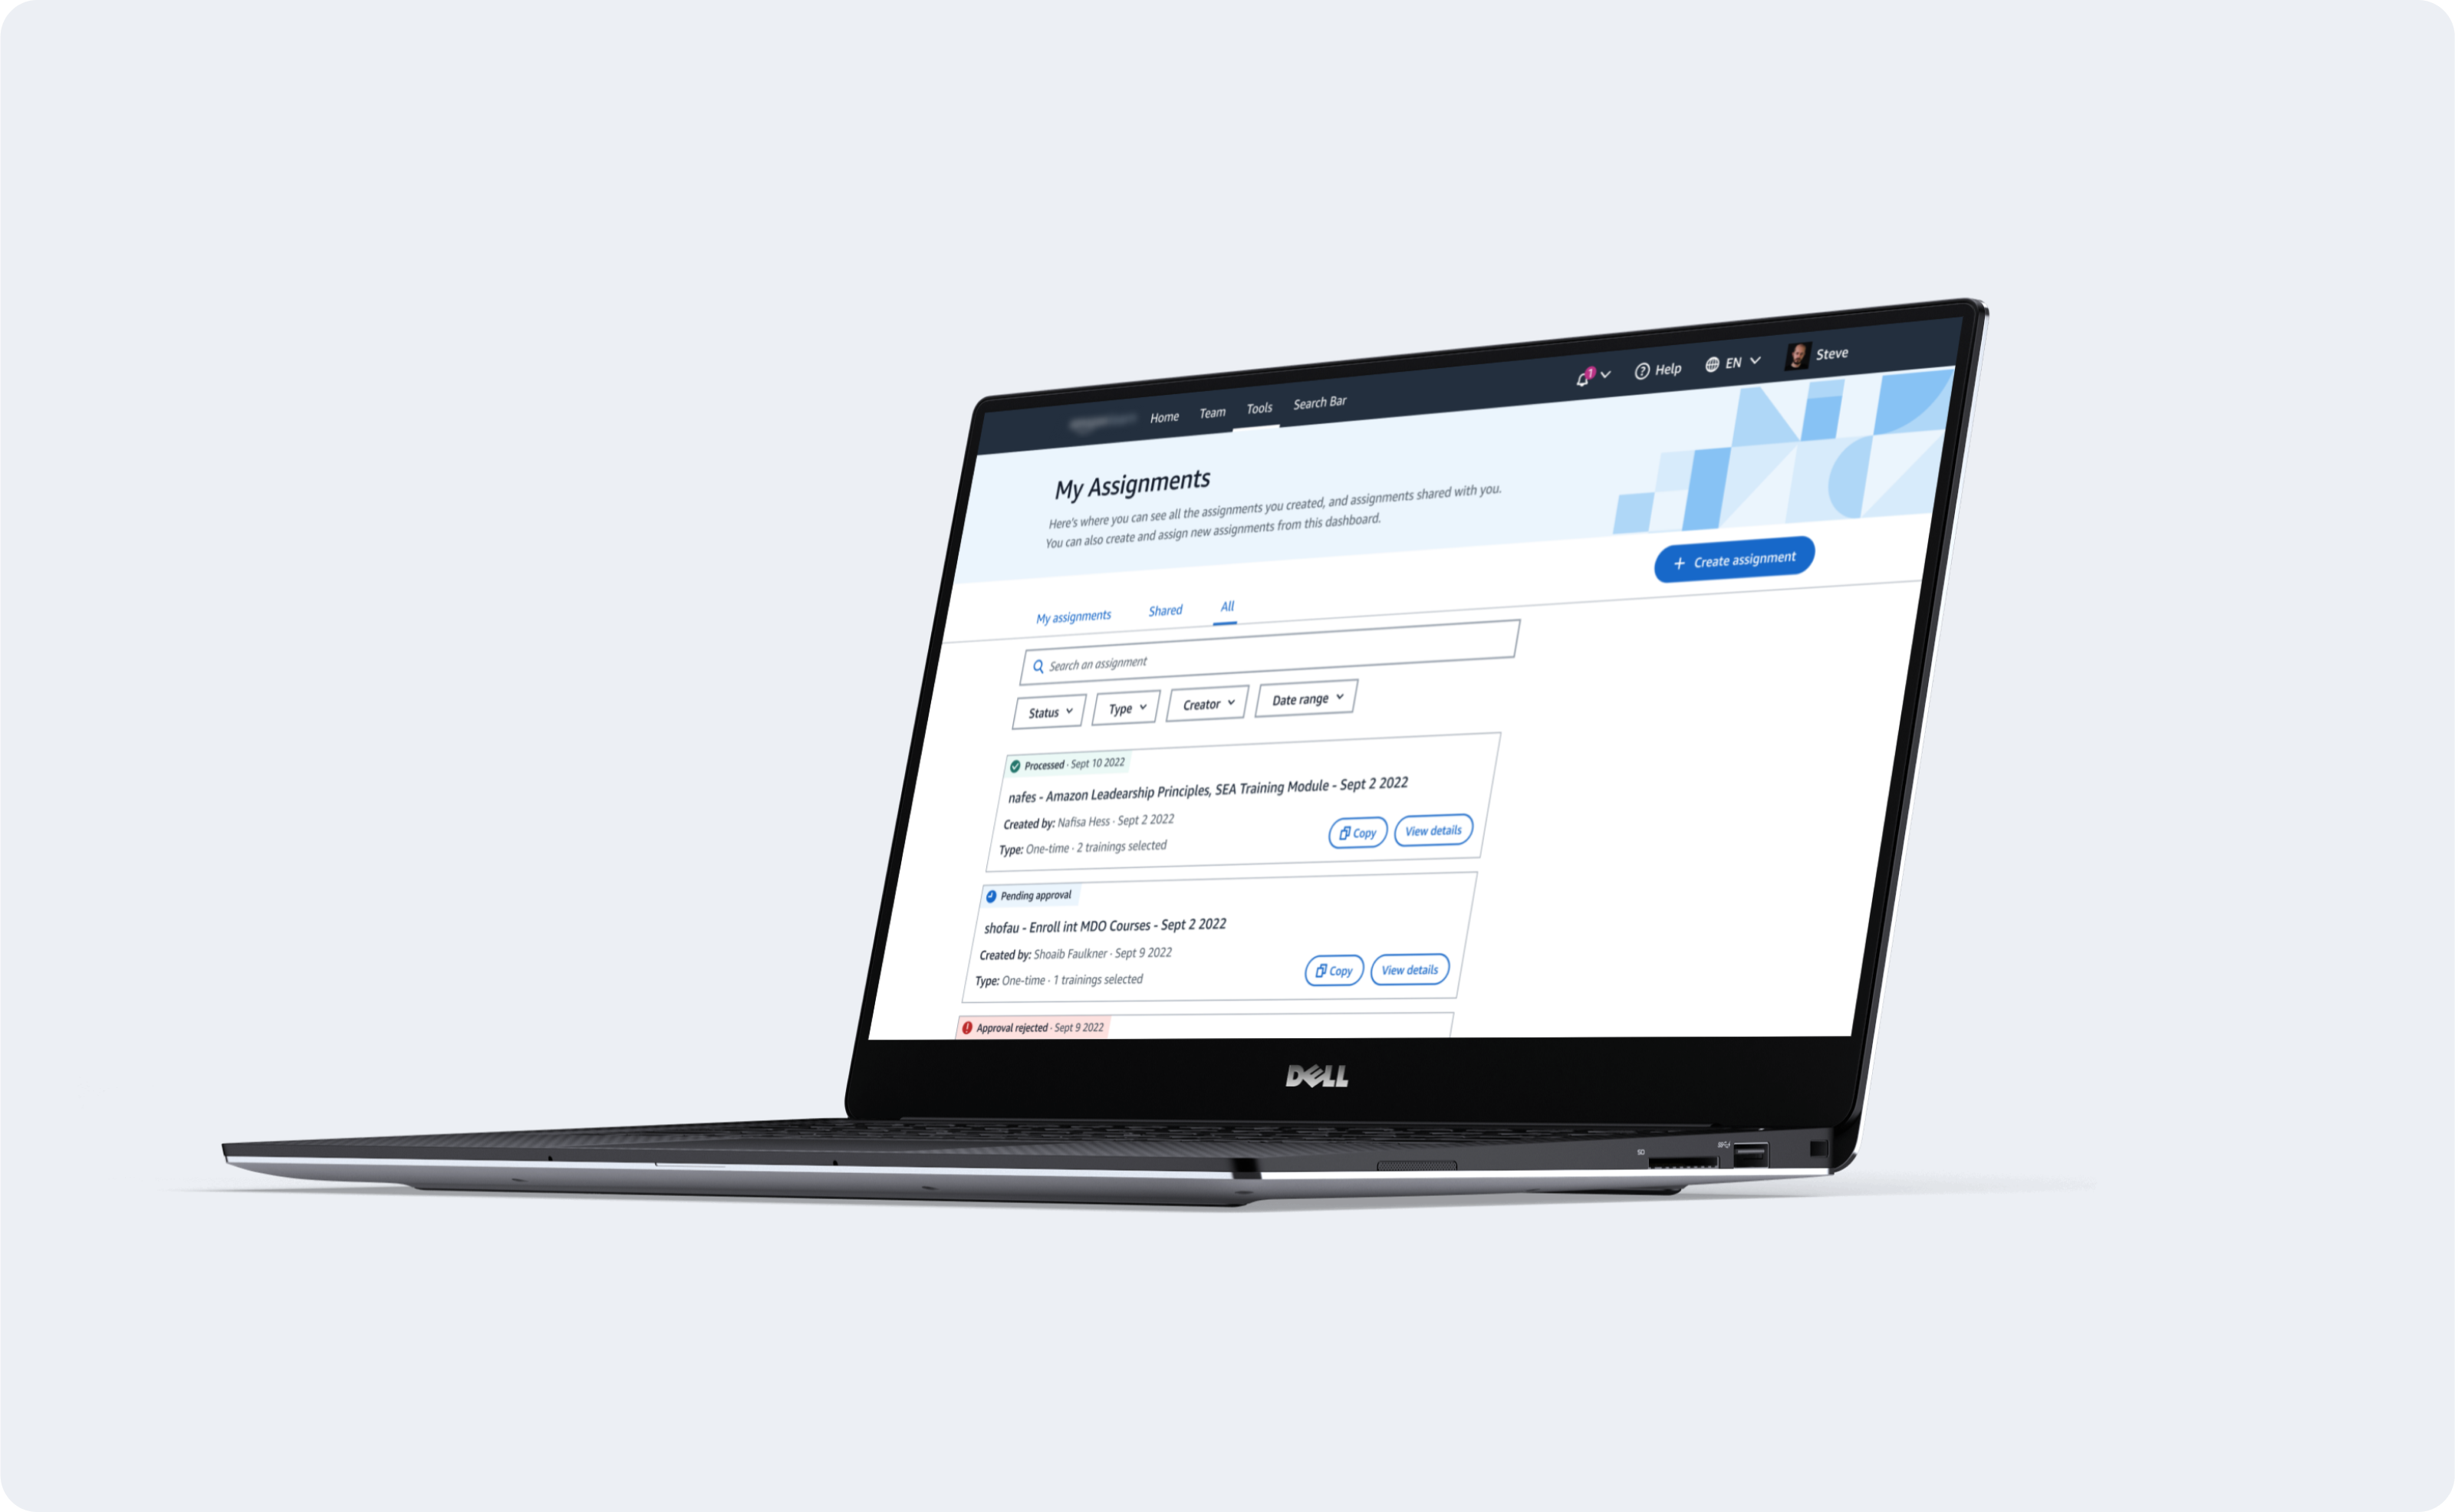 Home Team Tools Search Bar 1 Help EN Steve
My Assignments
Here's where you can see all the assignments you created, and assignments shared with you.
You can also create and assign new assignments from this dashboard.
+ Create assignment
My assignments Shared All
Search an assignment
Status Type Creator Date range
Processed · Sept 10 2022
nafes - Amazon Leadearship Principles, SEA Training Module - Sept 2 2022
Created by: Nafisa Hess · Sept 2 2022
Type: One-time · 2 trainings selected
Copy View details
Pending approval
shofau - Enroll int MDO Courses - Sept 2 2022
Created by: Shoaib Faulkner · Sept 9 2022
Type: One-time · 1 trainings selected
Copy View details
Approval rejected · Sept 9 2022
DELL